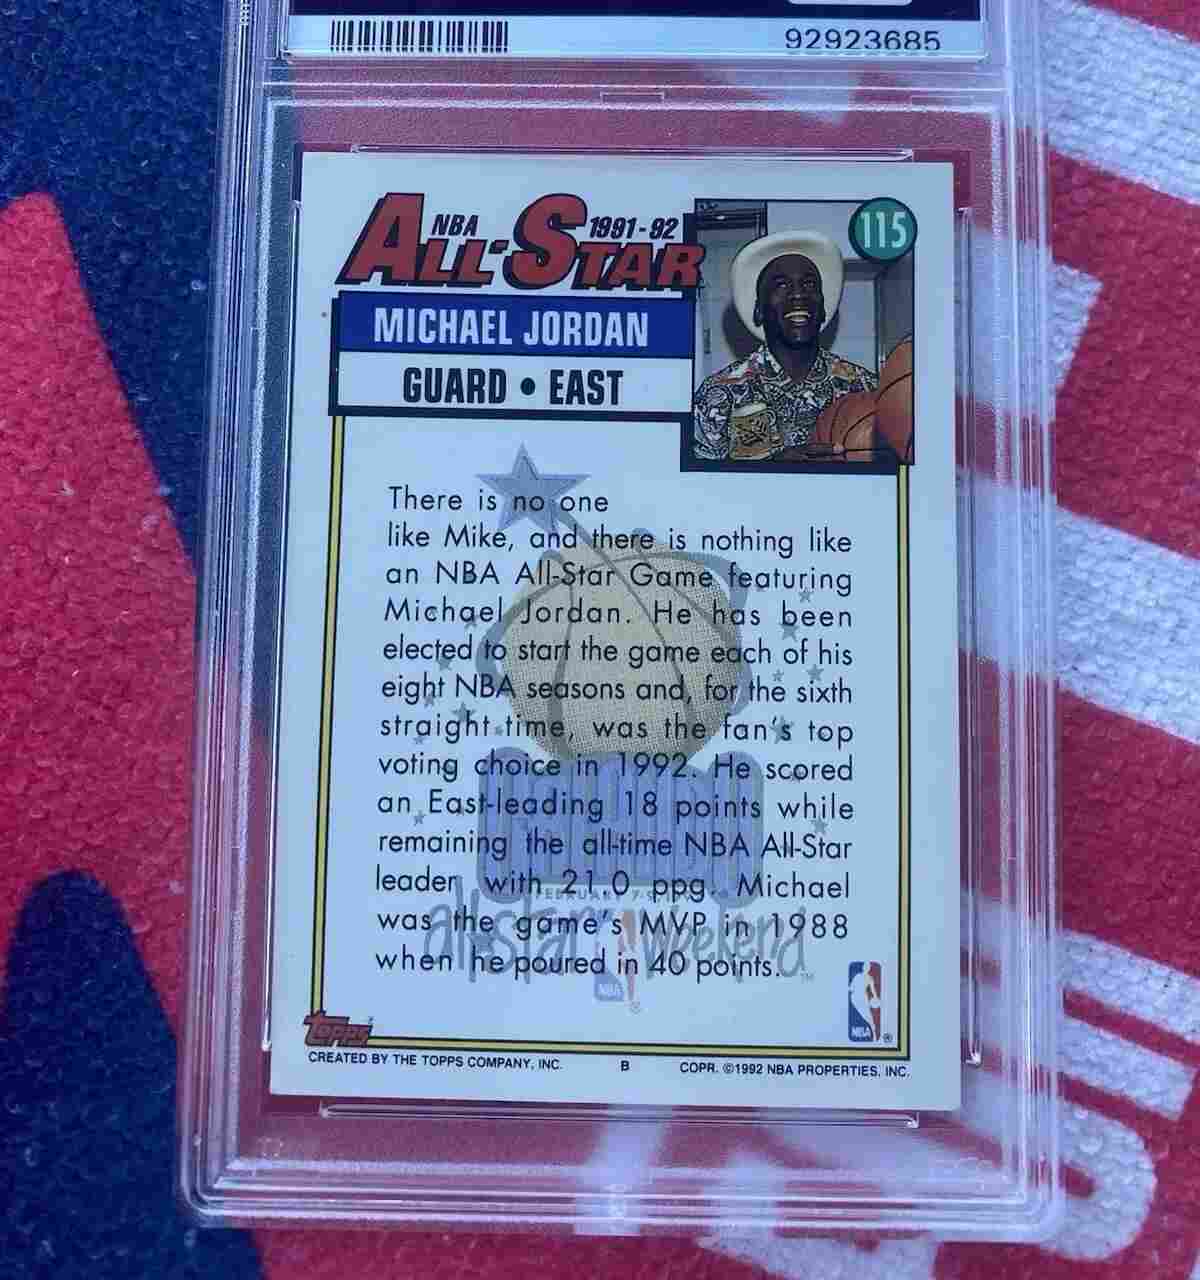 92923685
NBA 1991-92
ALL-STAR
115
MICHAEL JORDAN
GUARD • EAST
There is no one
like Mike, and there is nothing like
an NBA All-Star Game featuring
Michael Jordan. He has been
elected to start the game each of his
eight NBA seasons and, for the sixth
straight time, was the fan's top
voting choice in 1992. He scored
an East-leading 18 points while
remaining the all-time NBA All-Star
leader with 21.0 ppg. Michael
was the game's MVP in 1988
when he poured in 40 points.
all-star weekend
NBA
NBA
topps
CREATED BY THE TOPPS COMPANY, INC. B COPR. ©1992 NBA PROPERTIES, INC.